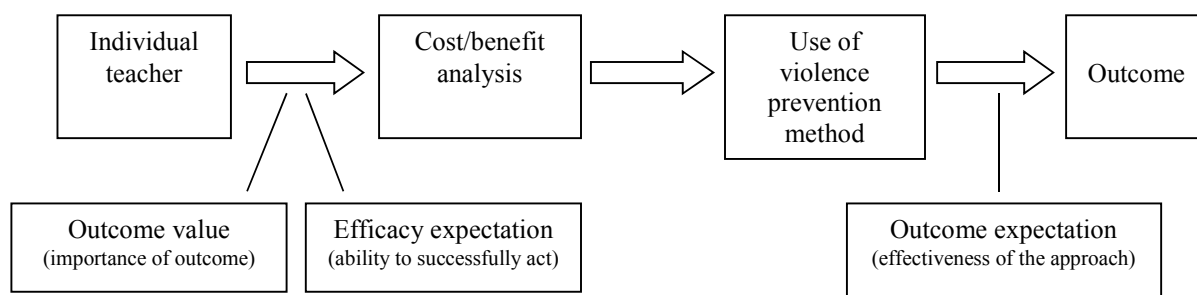 Individual
teacher
Cost/benefit
analysis
Use of
violence
prevention
method
Outcome
Outcome value
(importance of outcome)
Efficacy expectation
(ability to successfully act)
Outcome expectation
(effectiveness of the approach)